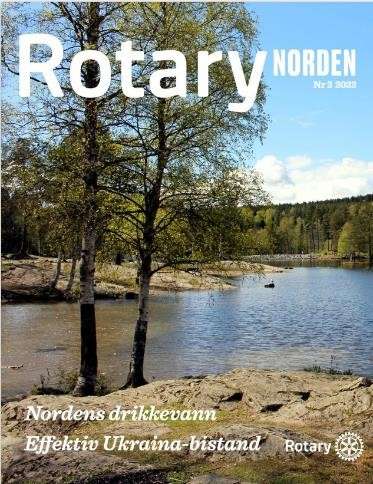 Rotary NORDEN
Nr 2 2023
Nordens drikkevann
Effektiv Ukraina-bistand
Rotary